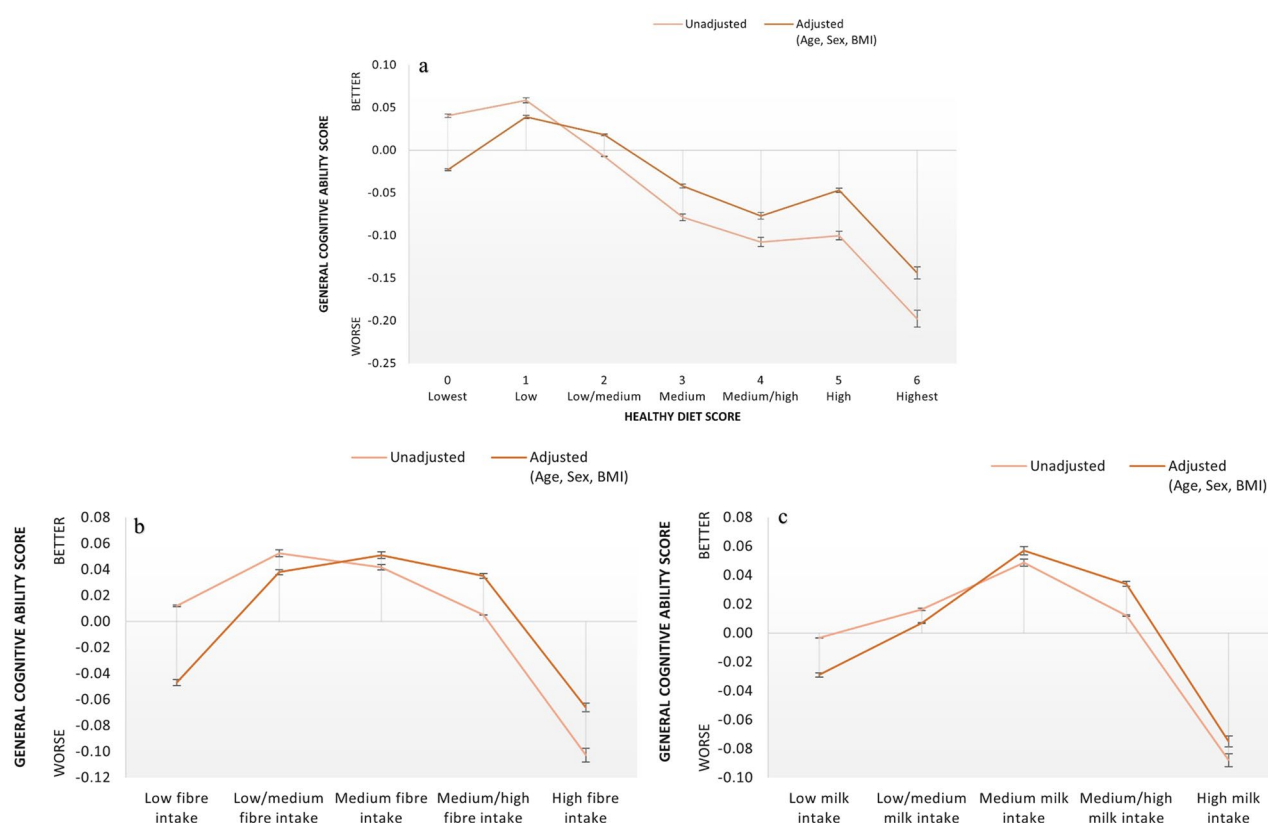 Unadjusted Adjusted
(Age, Sex, BMI)
a
GENERAL COGNITIVE ABILITY SCORE
BETTER
WORSE
0.10
0.05
0.00
-0.05
-0.10
-0.15
-0.20
-0.25
0 1 2 3 4 5 6
Lowest Low Low/medium Medium Medium/high High Highest
HEALTHY DIET SCORE
Unadjusted Adjusted
(Age, Sex, BMI)
b
GENERAL COGNITIVE ABILITY SCORE
BETTER
WORSE
0.08
0.06
0.04
0.02
0.00
-0.02
-0.04
-0.06
-0.08
-0.10
-0.12
Low fibre Low/medium Medium fibre Medium/high High fibre
intake fibre intake intake fibre intake intake
Unadjusted Adjusted
(Age, Sex, BMI)
c
GENERAL COGNITIVE ABILITY SCORE
BETTER
WORSE
0.08
0.06
0.04
0.02
0.00
-0.02
-0.04
-0.06
-0.08
-0.10
Low milk Low/medium Medium milk Medium/high High milk
intake milk intake intake milk intake intake